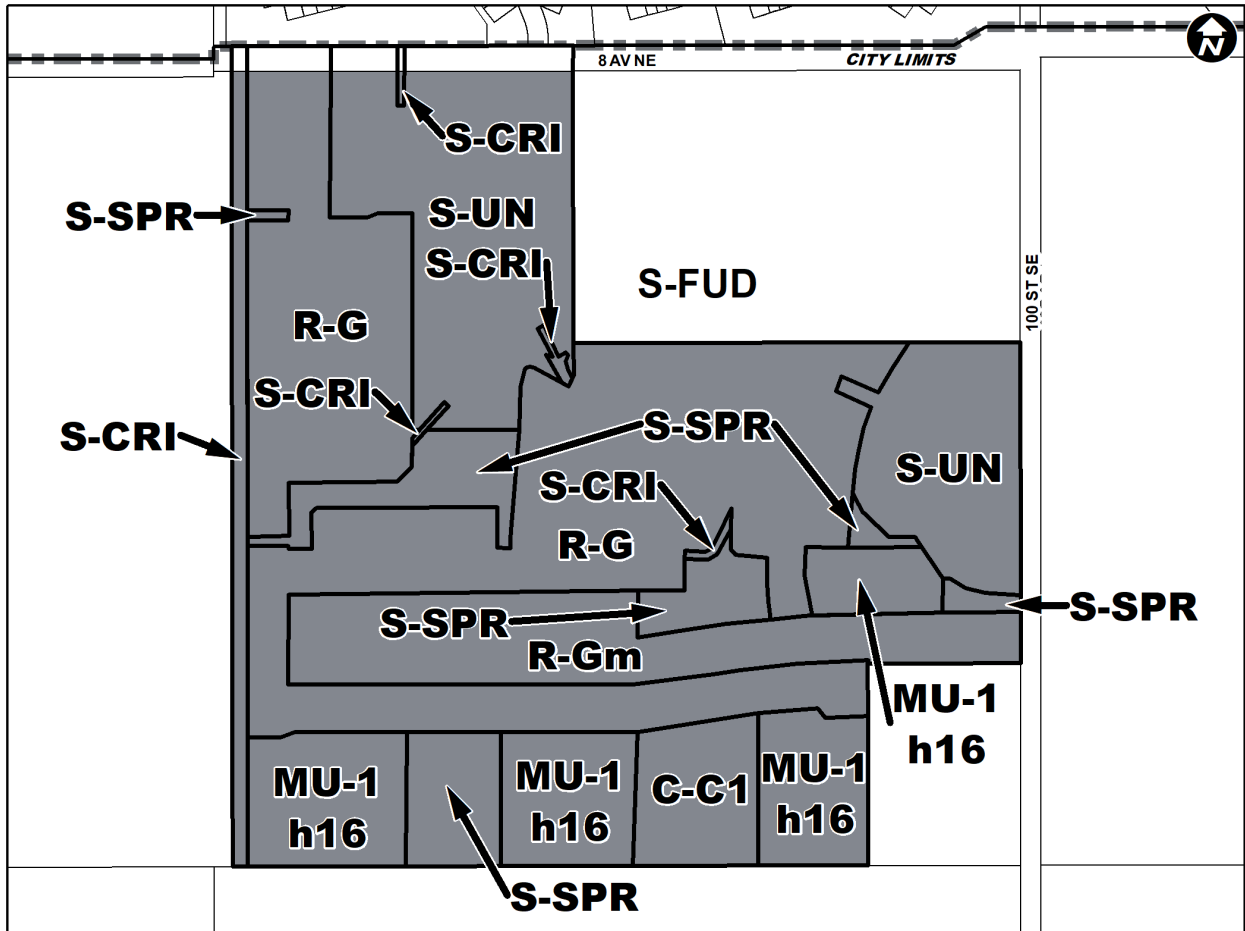 N
8 AV NE
CITY LIMITS
S-CRI
S-SPR
S-UN
S-CRI
S-FUD
100 ST SE
R-G
S-CRI
S-SPR
S-CRI
S-UN
S-CRI
R-G
S-SPR
S-SPR
R-Gm
MU-1
h16
MU-1
h16
MU-1
h16
C-C1
MU-1
h16
S-SPR